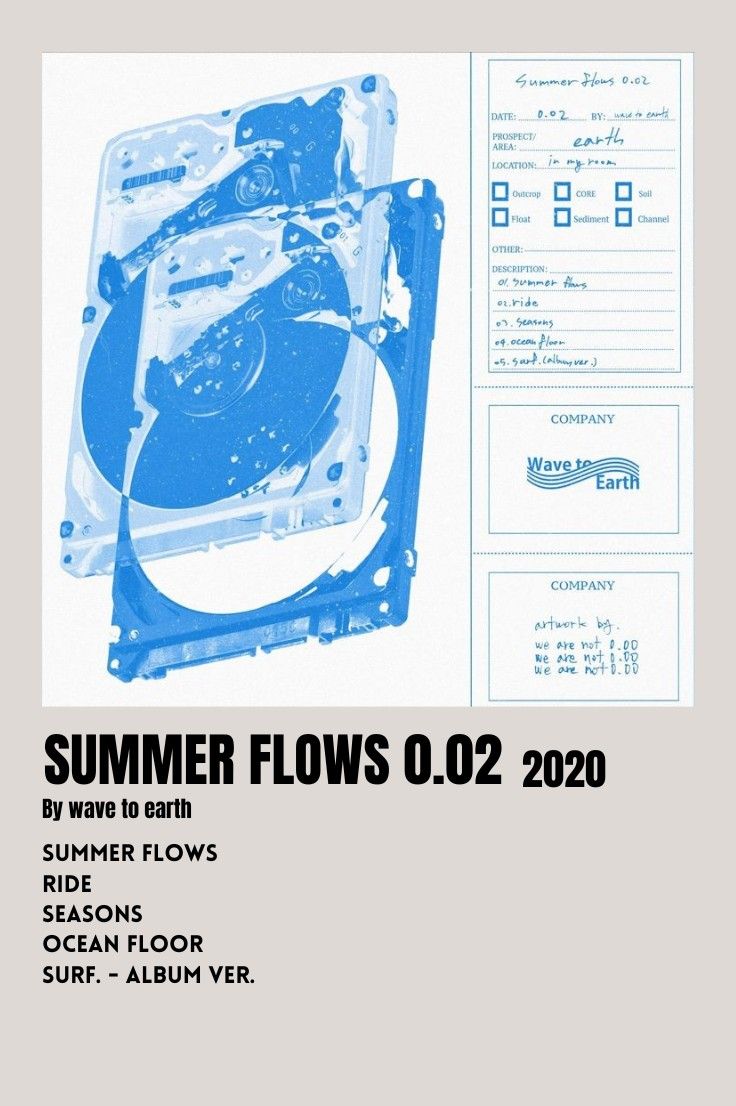 Summer flows 0.02
DATE: 0.02 BY: wave to earth
PROSPECT/
AREA: earth
LOCATION: in my room
Outcrop CORE Soil
Float Sediment Channel
OTHER:
DESCRIPTION:
01. Summer flows
02. ride
03. Seasons
04. ocean floor
05. surf. (album ver.)
COMPANY
Wave to
Earth
COMPANY
artwork by.
we are not 0.00
we are not 0.00
we are not 0.00
SUMMER FLOWS 0.02 2020
By wave to earth
SUMMER FLOWS
RIDE
SEASONS
OCEAN FLOOR
SURF. - ALBUM VER.